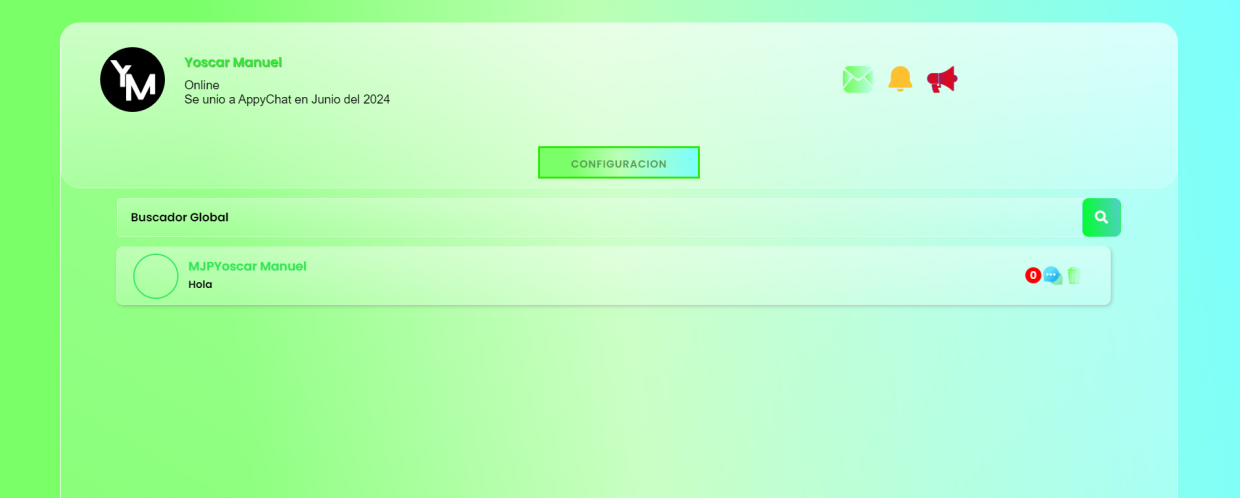 YM
Yoscar Manuel
Online
Se unio a AppyChat en Junio del 2024
CONFIGURACION
Buscador Global
MJPYoscar Manuel
Hola
0